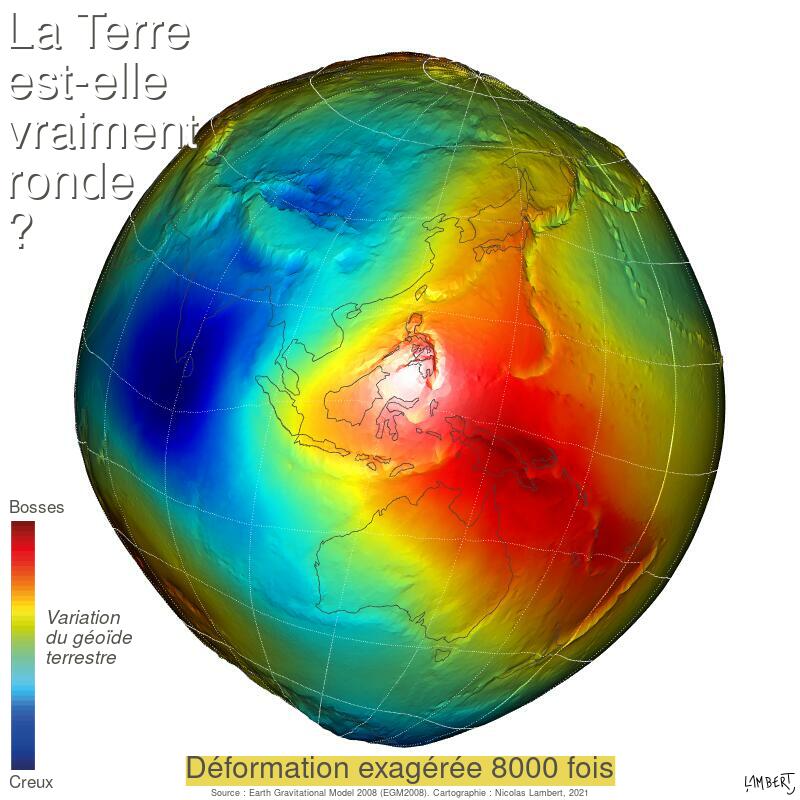 La Terre
est-elle
vraiment
ronde
?
Bosses
Variation
du géoïde
terrestre
Creux
Déformation exagérée 8000 fois
Source : Earth Gravitational Model 2008 (EGM2008). Cartographie : Nicolas Lambert, 2021
LAMBERT